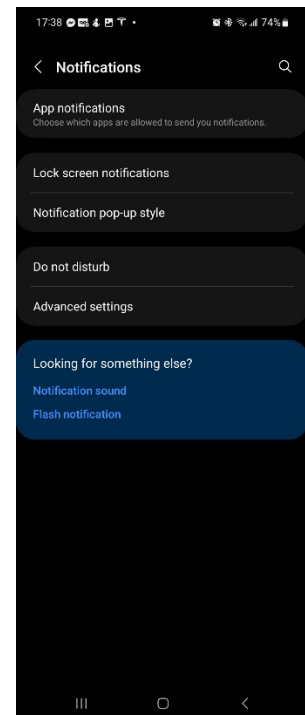 17:38
74%
Notifications
App notifications
Choose which apps are allowed to send you notifications.
Lock screen notifications
Notification pop-up style
Do not disturb
Advanced settings
Looking for something else?
Notification sound
Flash notification